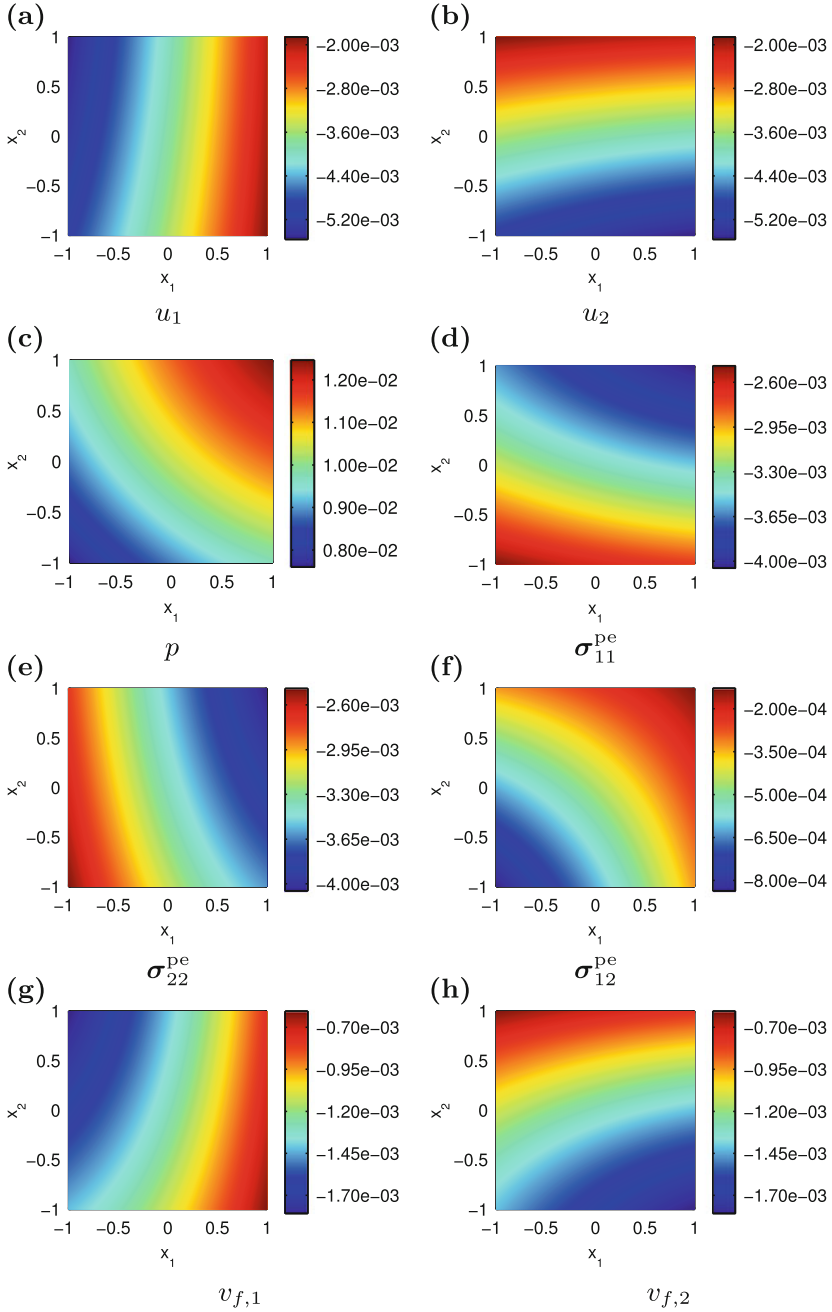 (a)
(b)
1
0.5
0
−0.5
−1
x2
−1 −0.5 0 0.5 1
x1
−2.00e−03
−2.80e−03
−3.60e−03
−4.40e−03
−5.20e−03
u1
1
0.5
0
−0.5
−1
x2
−1 −0.5 0 0.5 1
x1
−2.00e−03
−2.80e−03
−3.60e−03
−4.40e−03
−5.20e−03
u2
(c)
(d)
1
0.5
0
−0.5
−1
x2
−1 −0.5 0 0.5 1
x1
1.20e−02
1.10e−02
1.00e−02
0.90e−02
0.80e−02
p
1
0.5
0
−0.5
−1
x2
−1 −0.5 0 0.5 1
x1
−2.60e−03
−2.95e−03
−3.30e−03
−3.65e−03
−4.00e−03
σ11^pe
(e)
(f)
1
0.5
0
−0.5
−1
x2
−1 −0.5 0 0.5 1
x1
−2.60e−03
−2.95e−03
−3.30e−03
−3.65e−03
−4.00e−03
σ22^pe
1
0.5
0
−0.5
−1
x2
−1 −0.5 0 0.5 1
x1
−2.00e−04
−3.50e−04
−5.00e−04
−6.50e−04
−8.00e−04
σ12^pe
(g)
(h)
1
0.5
0
−0.5
−1
x2
−1 −0.5 0 0.5 1
x1
−0.70e−03
−0.95e−03
−1.20e−03
−1.45e−03
−1.70e−03
vf,1
1
0.5
0
−0.5
−1
x2
−1 −0.5 0 0.5 1
x1
−0.70e−03
−0.95e−03
−1.20e−03
−1.45e−03
−1.70e−03
vf,2